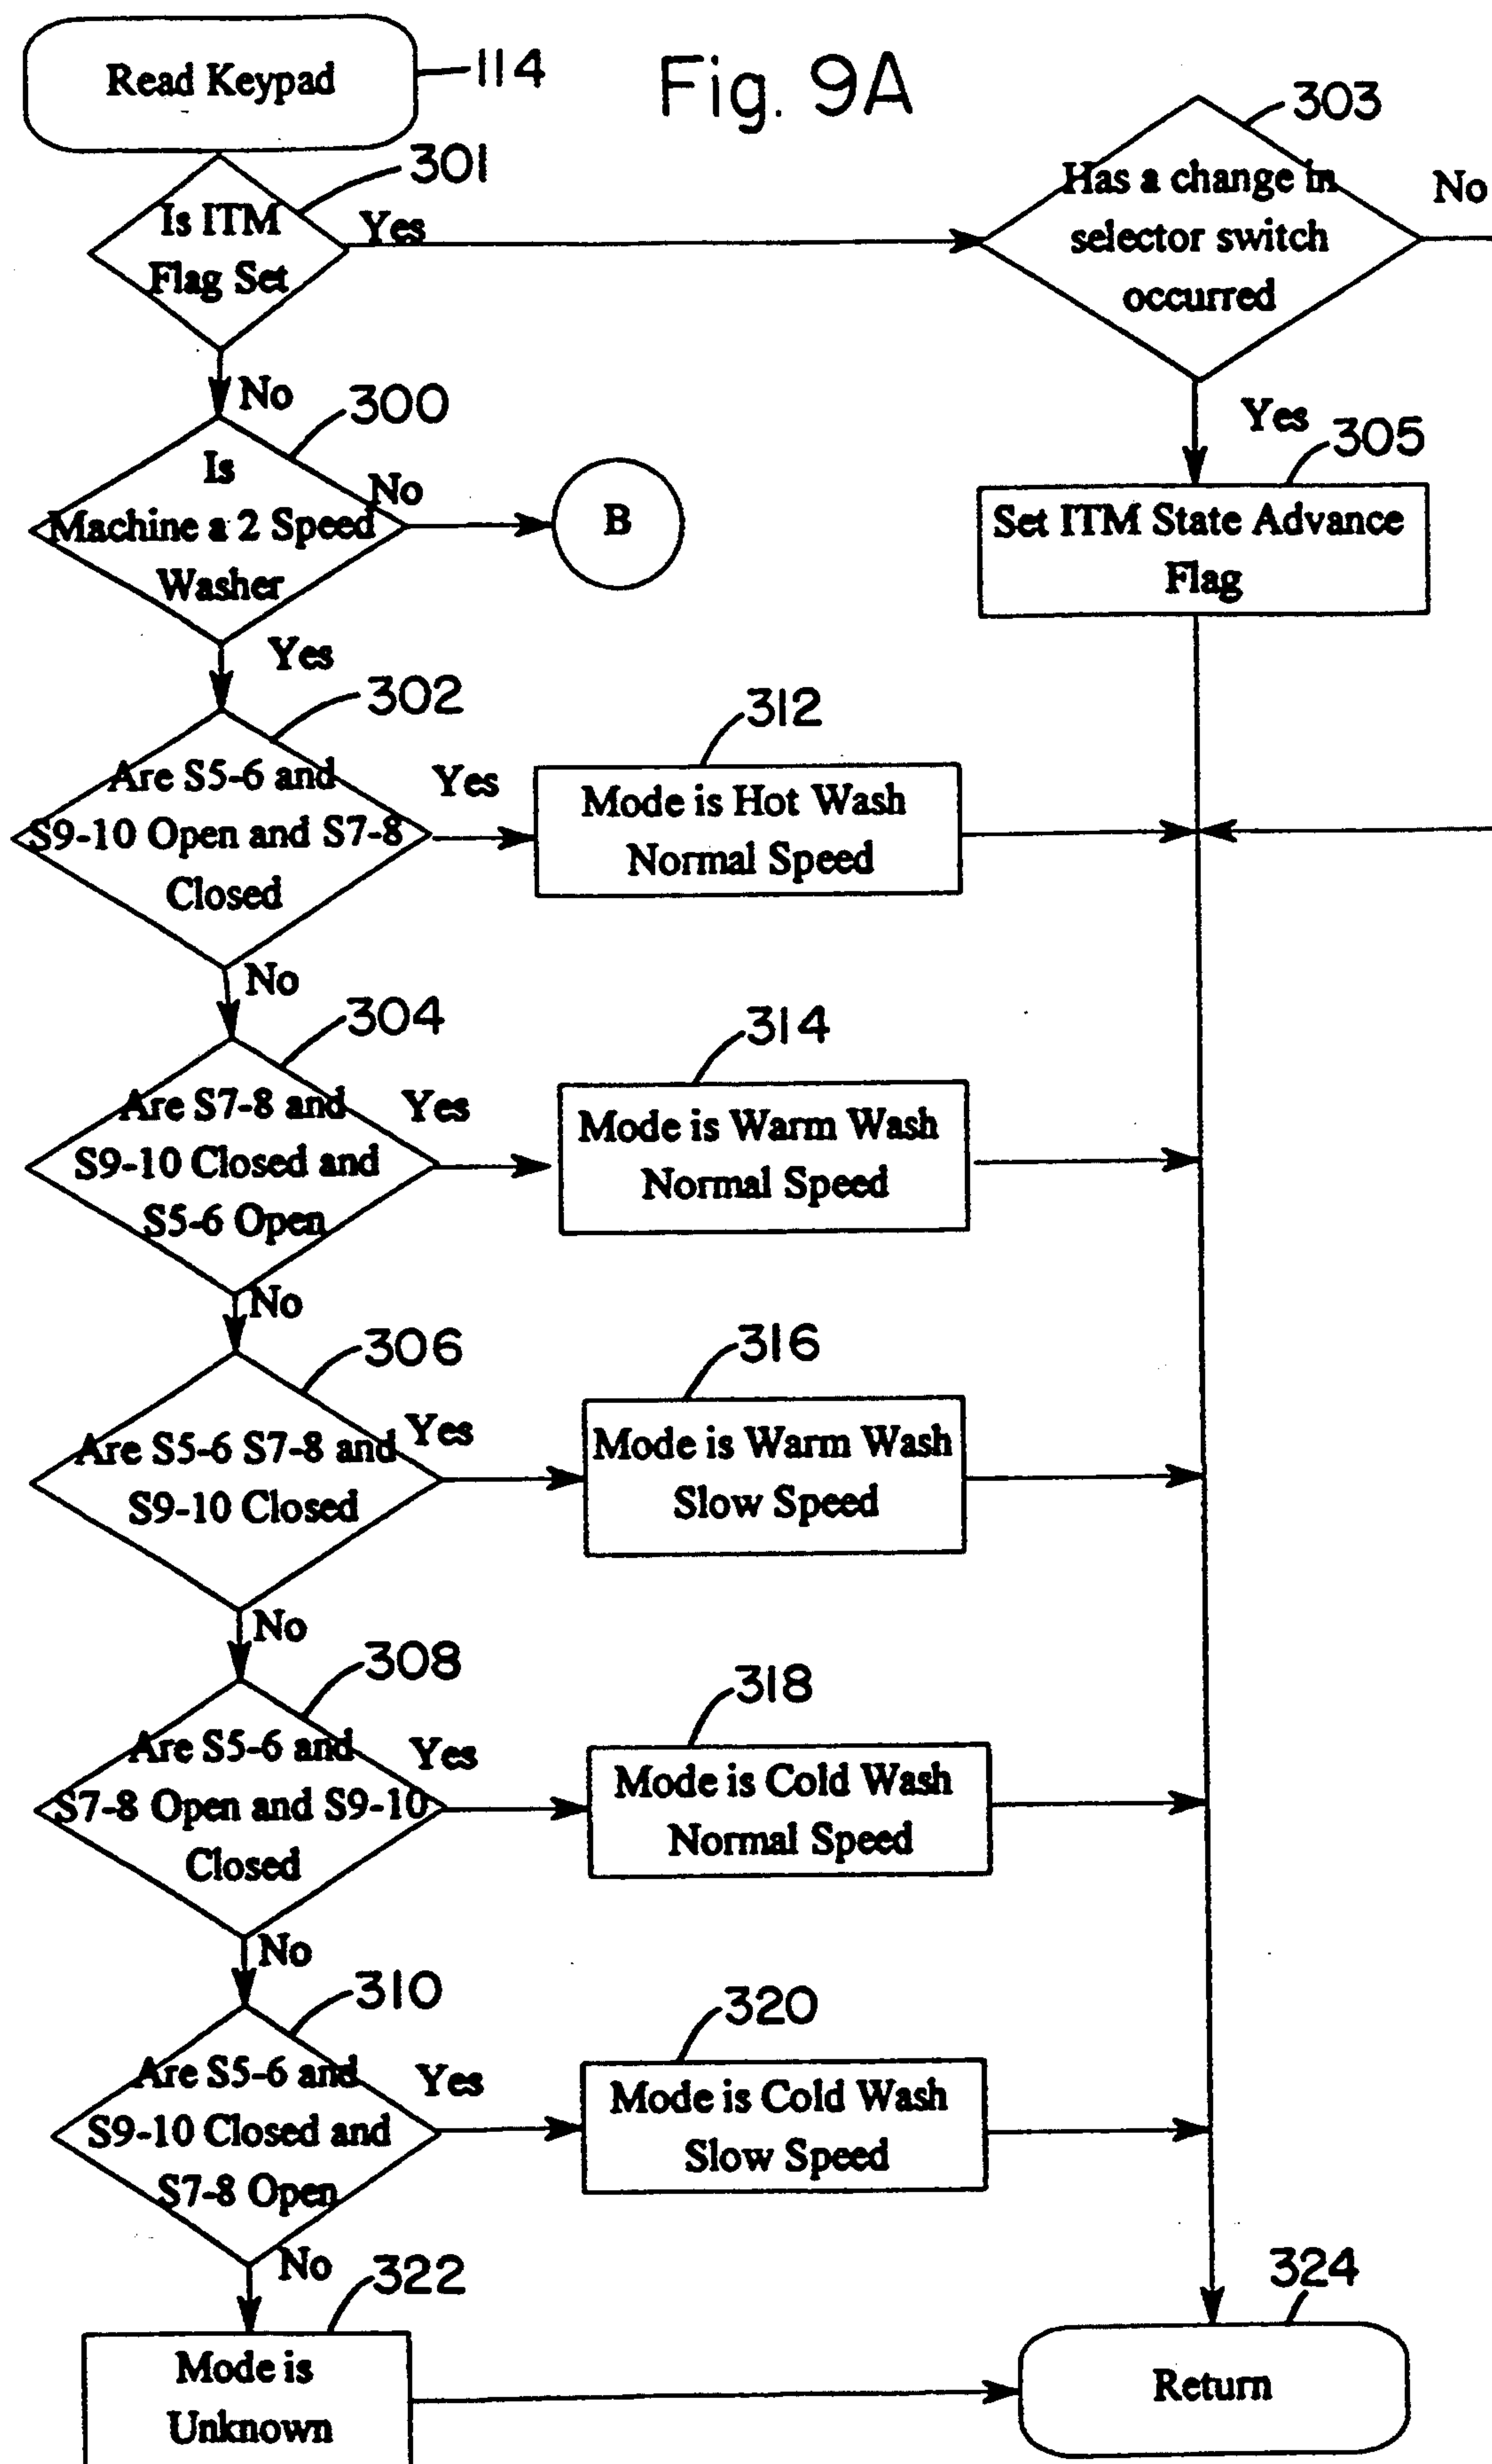 Fig. 9A
Read Keypad
114
301
Is ITM
Flag Set
Yes
No
303
Has a change in
selector switch
occurred
No
Yes
305
Set ITM State Advance
Flag
300
Is
Machine a 2 Speed
Washer
No
B
Yes
302
Are S5-6 and
S9-10 Open and S7-8
Closed
Yes
312
Mode is Hot Wash
Normal Speed
No
304
Are S7-8 and
S9-10 Closed and
S5-6 Open
Yes
314
Mode is Warm Wash
Normal Speed
No
306
Are S5-6 S7-8 and
S9-10 Closed
Yes
316
Mode is Warm Wash
Slow Speed
No
308
Are S5-6 and
S7-8 Open and S9-10
Closed
Yes
318
Mode is Cold Wash
Normal Speed
No
310
Are S5-6 and
S9-10 Closed and
S7-8 Open
Yes
320
Mode is Cold Wash
Slow Speed
No
322
Mode is
Unknown
324
Return